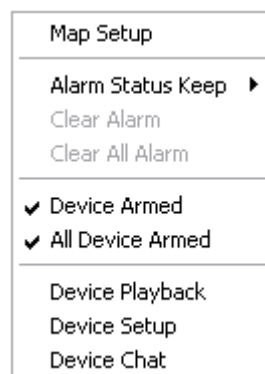 Map Setup
Alarm Status Keep
Clear Alarm
Clear All Alarm
Device Armed
All Device Armed
Device Playback
Device Setup
Device Chat